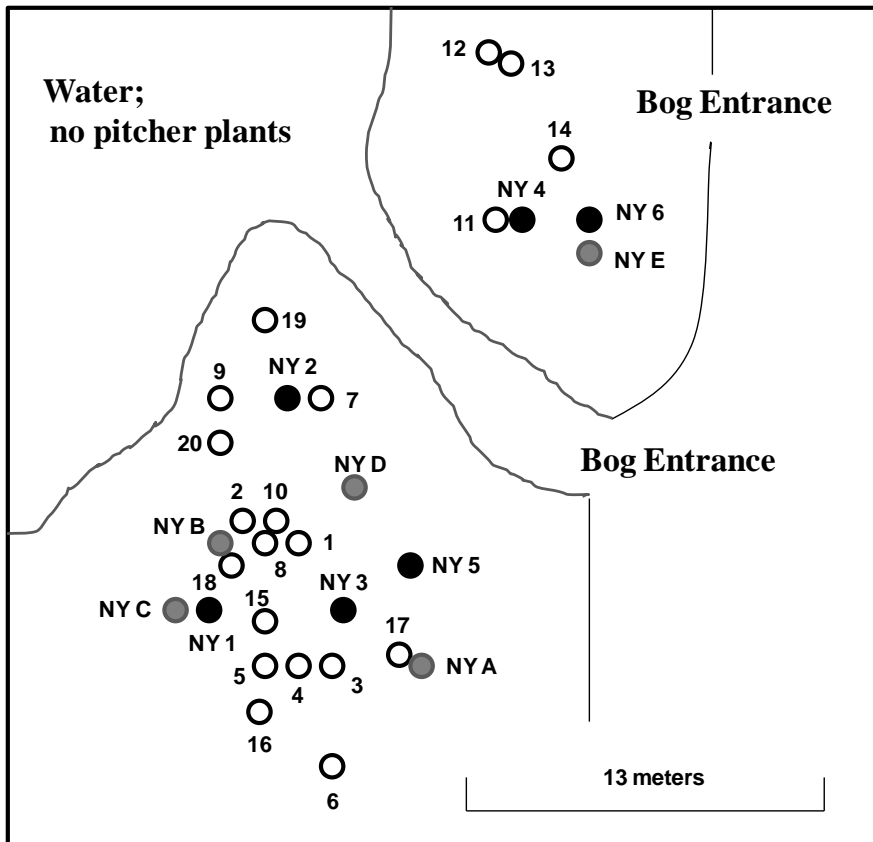 12
13
Water;
no pitcher plants
Bog Entrance
14
NY 4
11
NY 6
NY E
19
9
NY 2
7
20
Bog Entrance
NY D
2
10
NY B
1
8
18
NY 3
NY 5
NY C
15
NY 1
17
5
4
3
NY A
16
13 meters
6